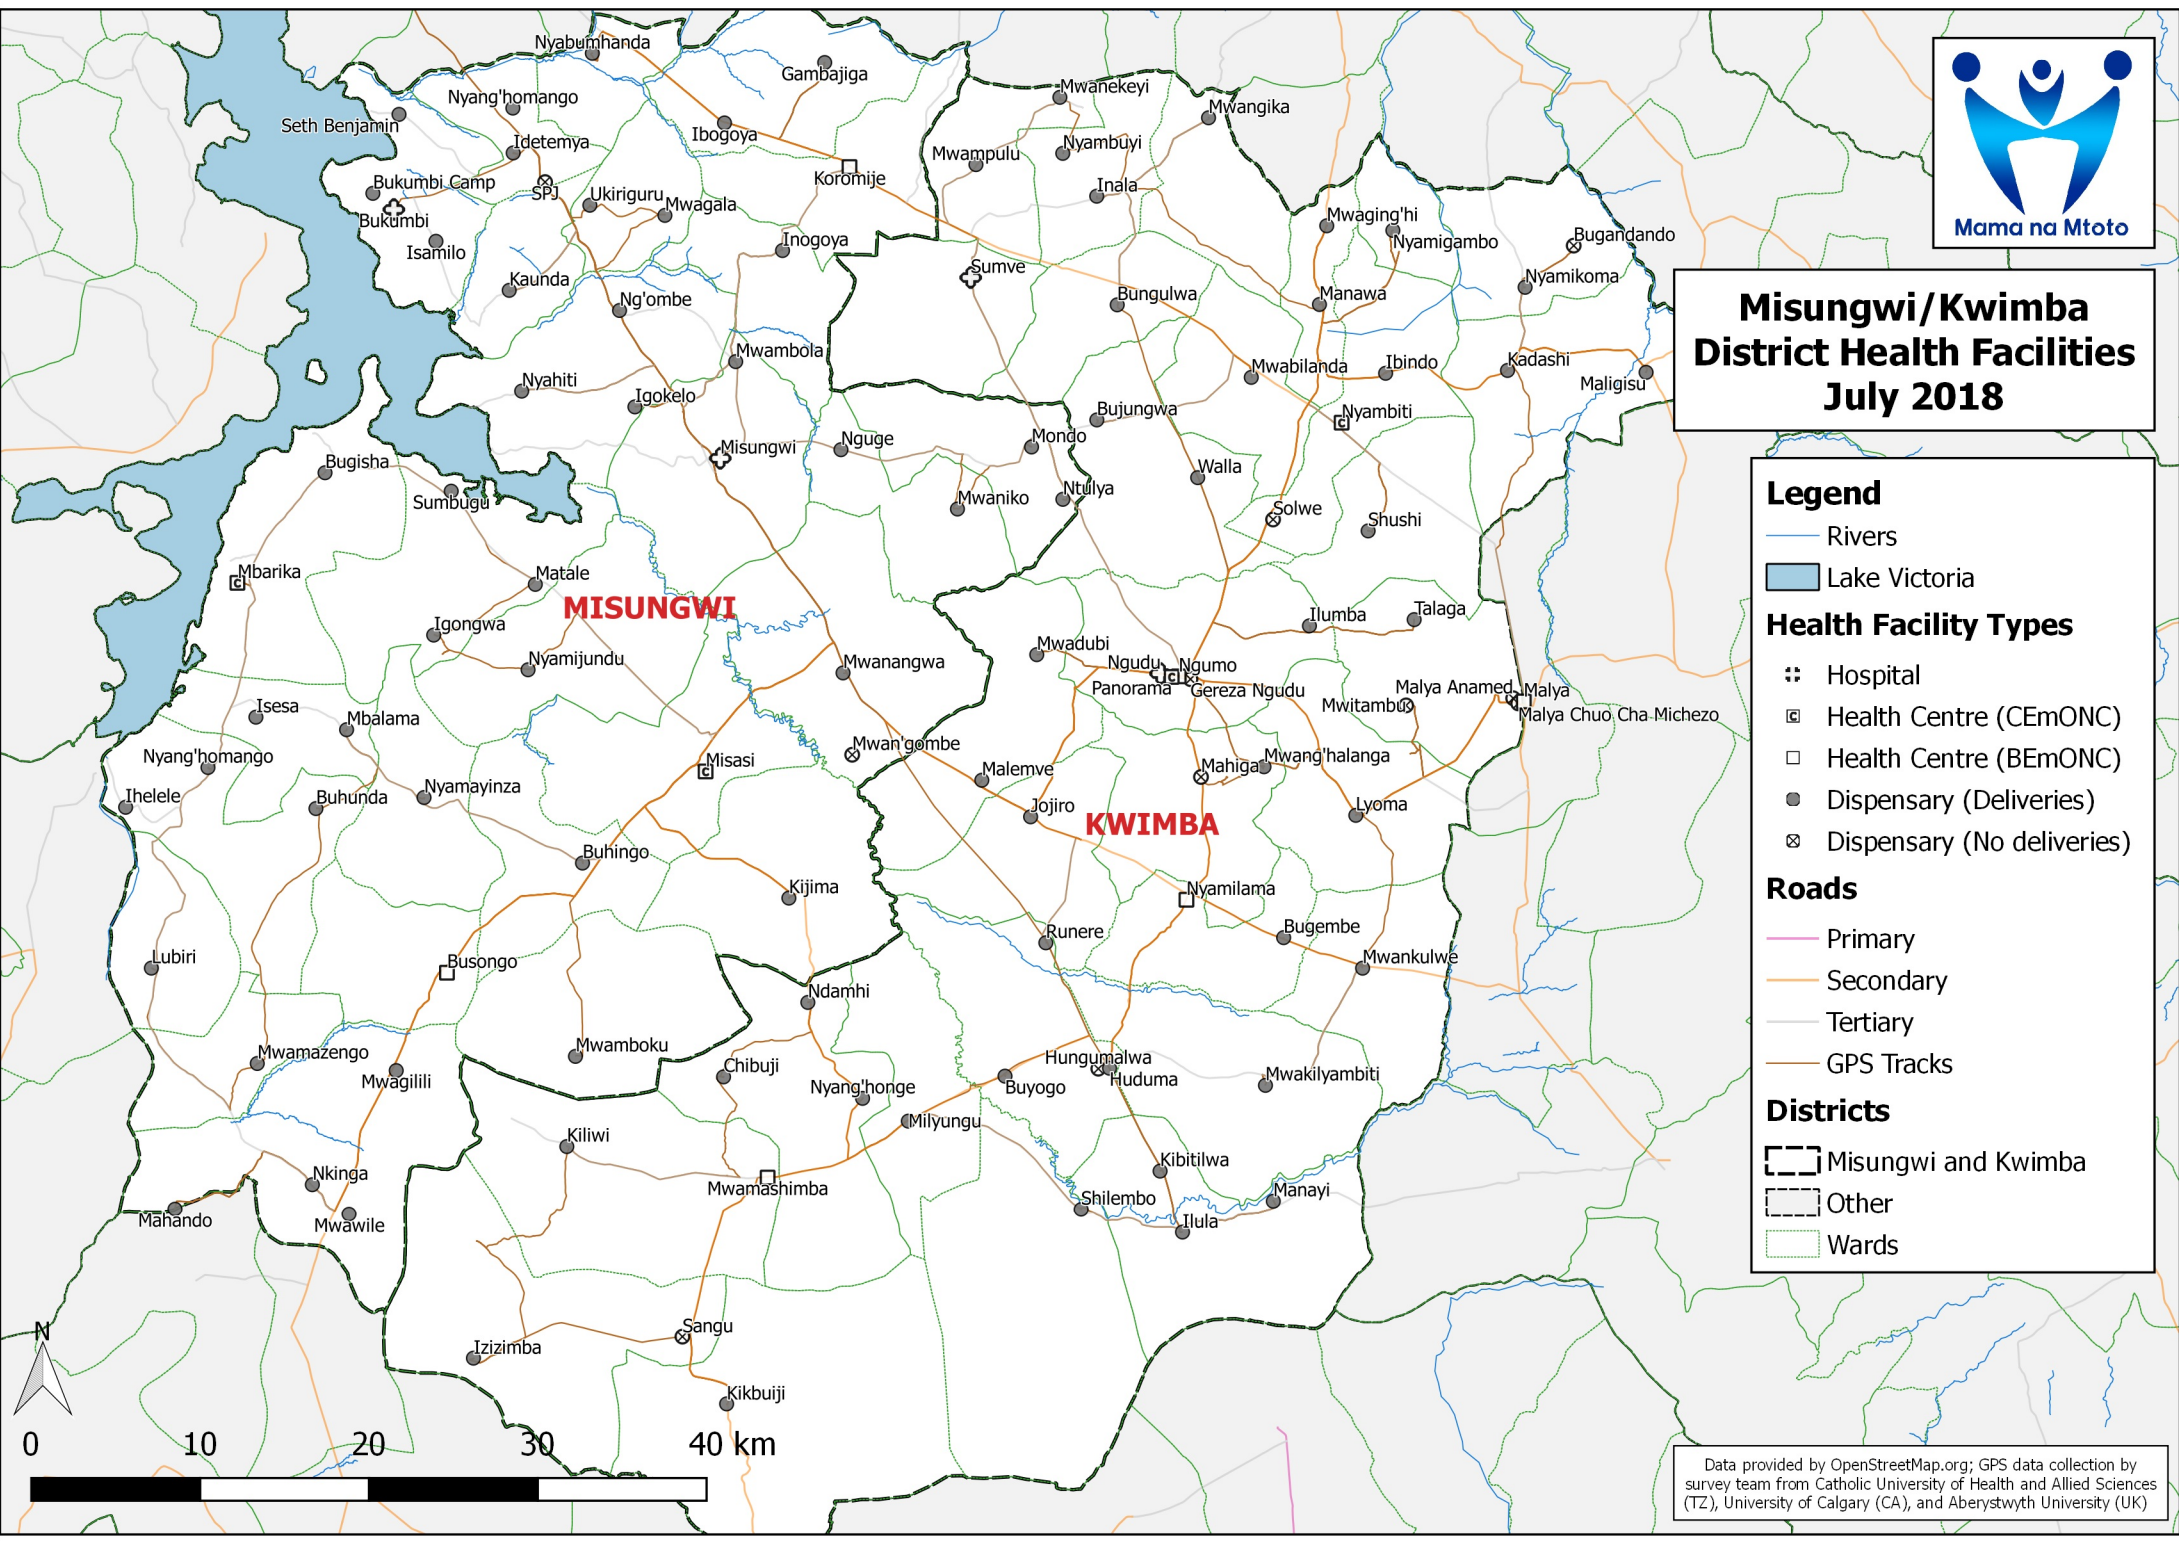 Nyabumhanda
Gambajiga
Nyang'homango
Seth Benjamin
Ibogoya
Idetemya
Koromije
Bukumbi Camp
SPJ
Ukiriguru
Mwagala
Bukumbi
Isamilo
Inogoya
Kaunda
Ng'ombe
Mwanekeyi
Mwangika
Mwampulu
Nyambuyi
Inala
Mwaging'hi
Nyamigambo
Bugandando
Nyamikoma
Sumve
Bungulwa
Manawa
Mwambola
Nyahiti
Igokelo
Mwabilanda
Ibindo
Kadashi
Maligisu
Bujungwa
Nyambiti
Misungwi
Nguge
Mondo
Bugisha
Sumbugu
Mwaniko
Ntulya
Walla
Solwe
Shushi
Mbarika
Matale
MISUNGWI
Igongwa
Nyamijundu
Mwanangwa
Mwadubi
Ilumba
Talaga
Ngudu
Ngumo
Panorama
Gereza Ngudu
Malya Anamed
Malya
Mwitambu
Malya Chuo Cha Michezo
Isesa
Mbalama
Nyang'homango
Misasi
Mwan'gombe
Malemve
Mahiga
Mwang'halanga
Ihelele
Buhunda
Nyamayinza
Jojiro
KWIMBA
Lyoma
Buhingo
Kijima
Nyamilama
Runere
Bugembe
Lubiri
Busongo
Mwankulwe
Ndamhi
Mwamazengo
Mwamboku
Mwagilili
Chibuji
Nyang'honge
Hungumalwa
Buyogo
Huduma
Mwakilyambiti
Milyungu
Kiliwi
Nkinga
Mwamashimba
Kibitilwa
Mahando
Mwawile
Shilembo
Manayi
Ilula
Izizimba
Sangu
Kikbuiji
N
0 10 20 30 40 km
Mama na Mtoto
Misungwi/Kwimba
District Health Facilities
July 2018
Legend
Rivers
Lake Victoria
Health Facility Types
Hospital
C Health Centre (CEmONC)
Health Centre (BEmONC)
Dispensary (Deliveries)
Dispensary (No deliveries)
Roads
Primary
Secondary
Tertiary
GPS Tracks
Districts
Misungwi and Kwimba
Other
Wards
Data provided by OpenStreetMap.org; GPS data collection by
survey team from Catholic University of Health and Allied Sciences
(TZ), University of Calgary (CA), and Aberystwyth University (UK)